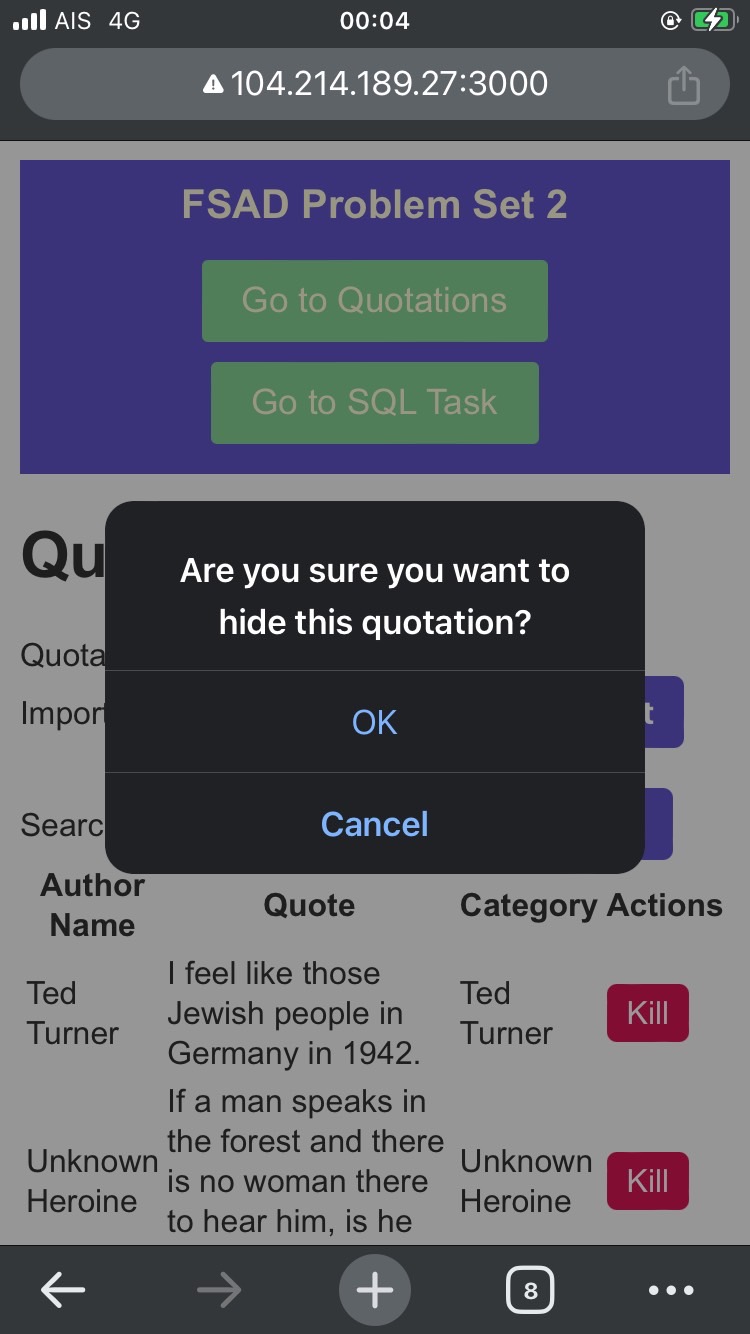 AIS 4G 00:04
104.214.189.27:3000
FSAD Problem Set 2
Go to Quotations
Go to SQL Task
Qu
Are you sure you want to
hide this quotation?
Quota
Import
t
OK
Searc
Cancel
Author
Name
Quote
Category Actions
Ted
Turner
I feel like those
Jewish people in
Germany in 1942.
Ted
Turner
Kill
Unknown
Heroine
If a man speaks in
the forest and there
is no woman there
to hear him, is he
Unknown
Heroine
Kill
8